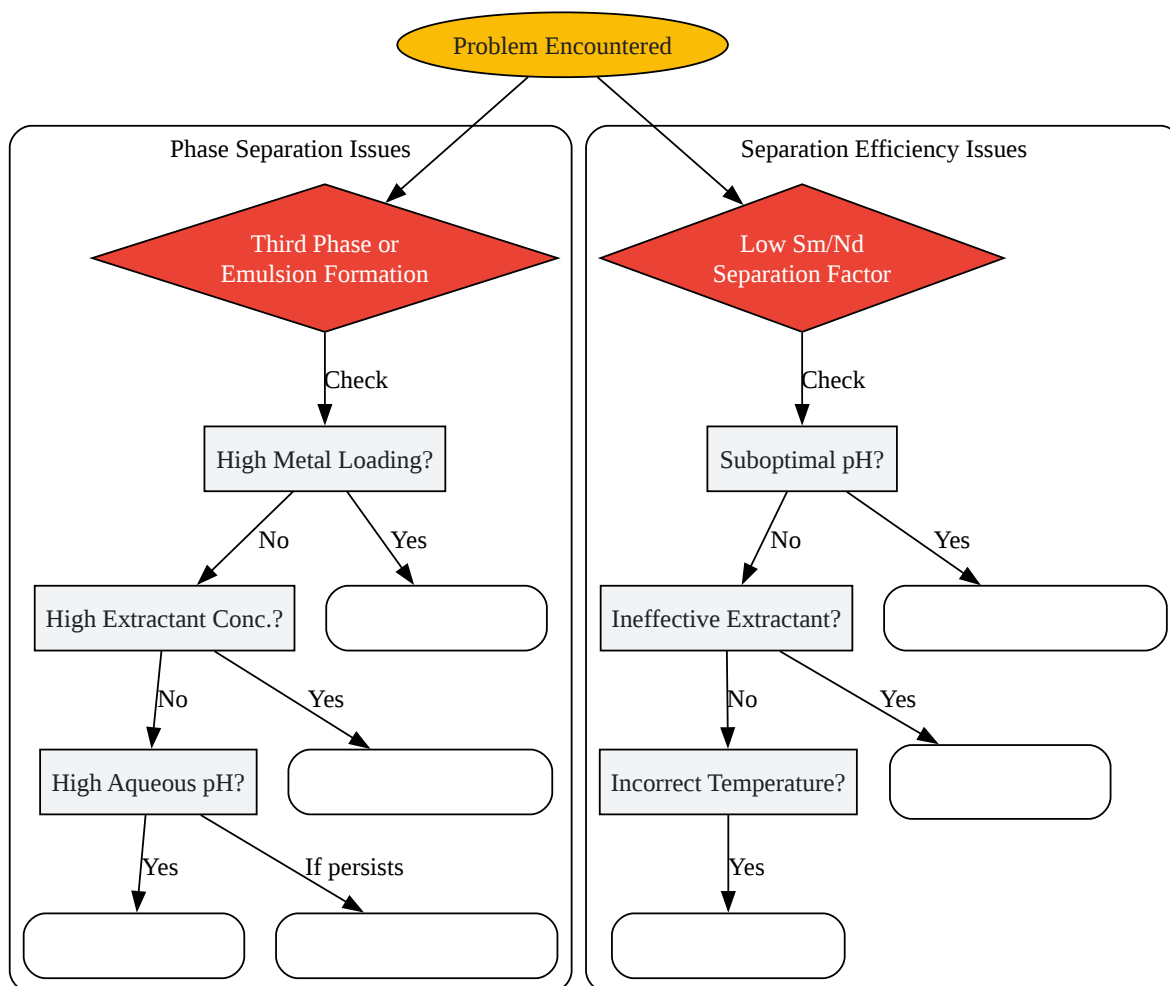 Problem Encountered
Phase Separation Issues
Separation Efficiency Issues
Third Phase or
Emulsion Formation
Low Sm/Nd
Separation Factor
Check
Check
High Metal Loading?
Suboptimal pH?
No
Yes
No
Yes
High Extractant Conc.?
Ineffective Extractant?
No
Yes
No
Yes
High Aqueous pH?
Incorrect Temperature?
Yes
If persists
Yes